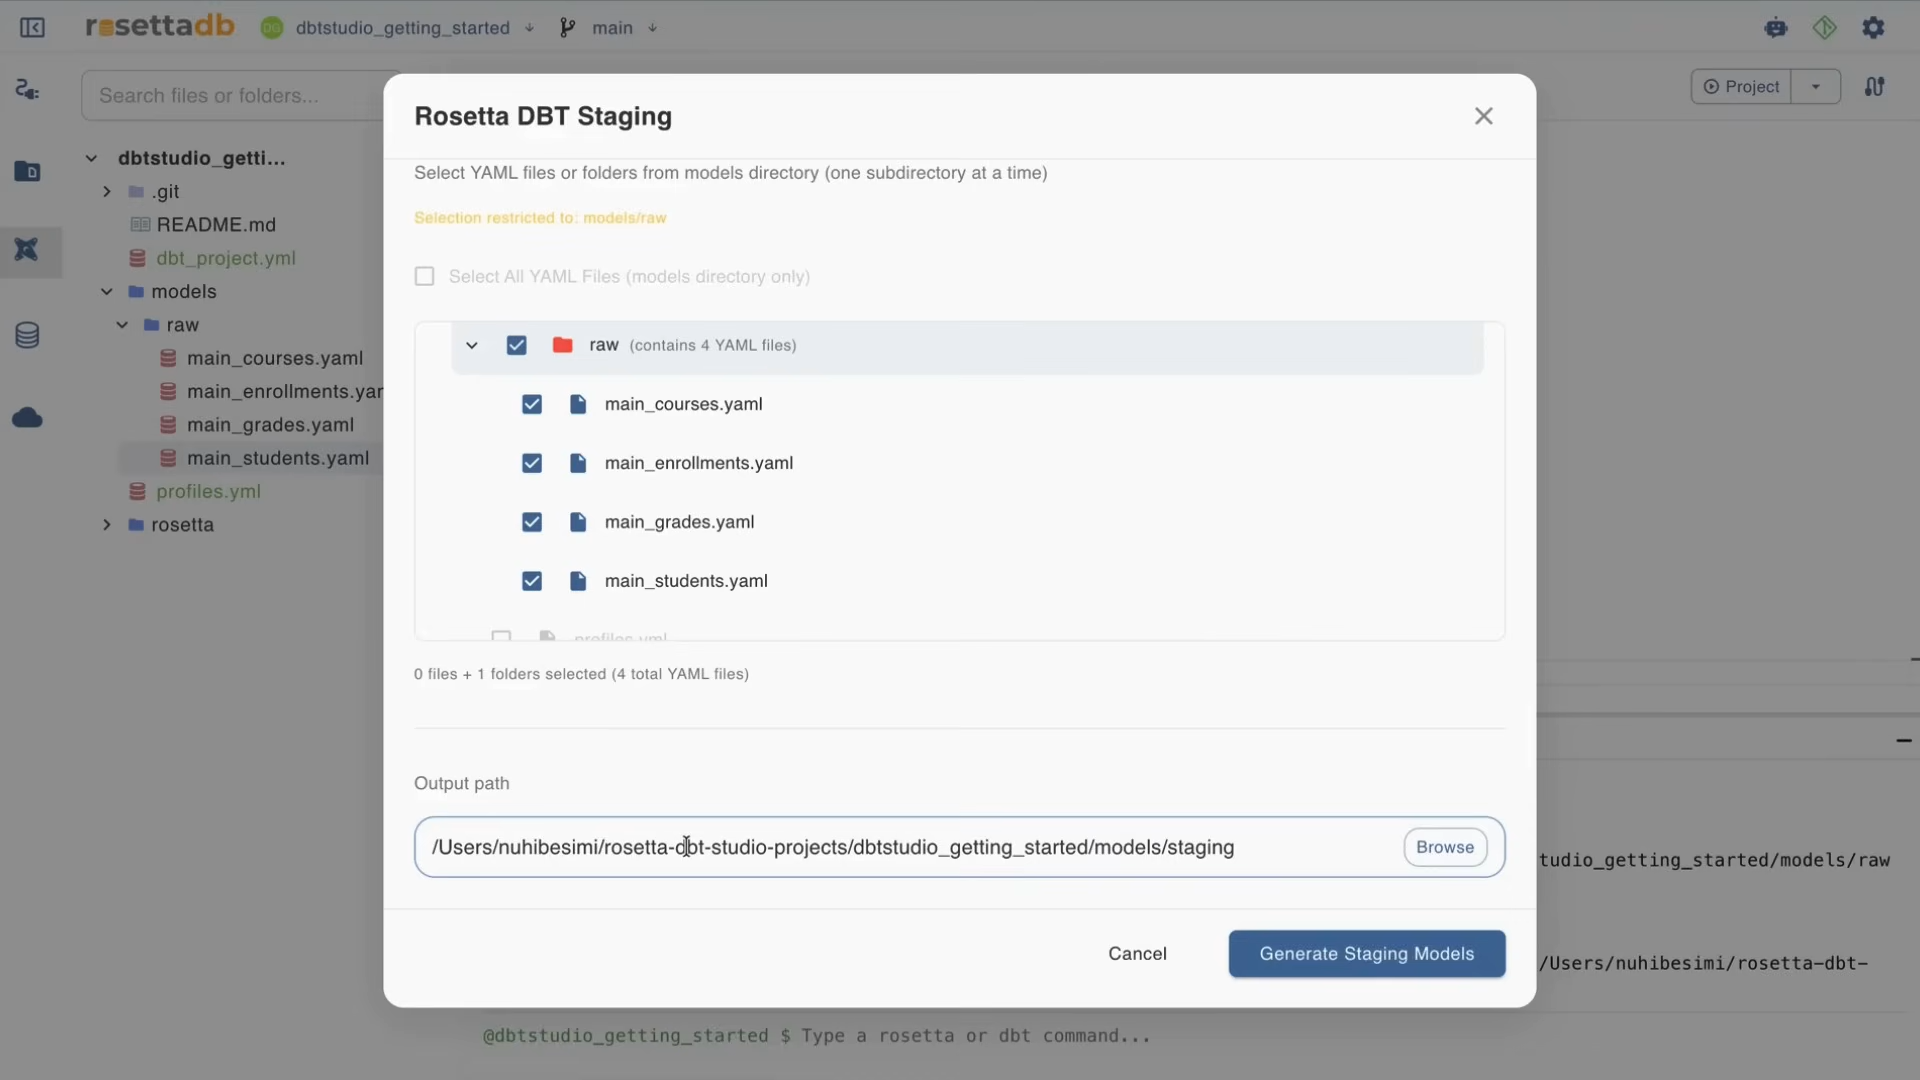 rosettadb
DG dbtstudio_getting_started
main
Search files or folders...
Project
dbtstudio_getti...
.git
README.md
dbt_project.yml
models
raw
main_courses.yaml
main_enrollments.yar
main_grades.yaml
main_students.yaml
profiles.yml
rosetta
Rosetta DBT Staging
Select YAML files or folders from models directory (one subdirectory at a time)
Selection restricted to: models/raw
Select All YAML Files (models directory only)
raw (contains 4 YAML files)
main_courses.yaml
main_enrollments.yaml
main_grades.yaml
main_students.yaml
profiles.yml
0 files + 1 folders selected (4 total YAML files)
Output path
/Users/nuhibesimi/rosetta-dbt-studio-projects/dbtstudio_getting_started/models/staging
Browse
Cancel
Generate Staging Models
tudio_getting_started/models/raw
/Users/nuhibesimi/rosetta-dbt-
@dbtstudio_getting_started $ Type a rosetta or dbt command...